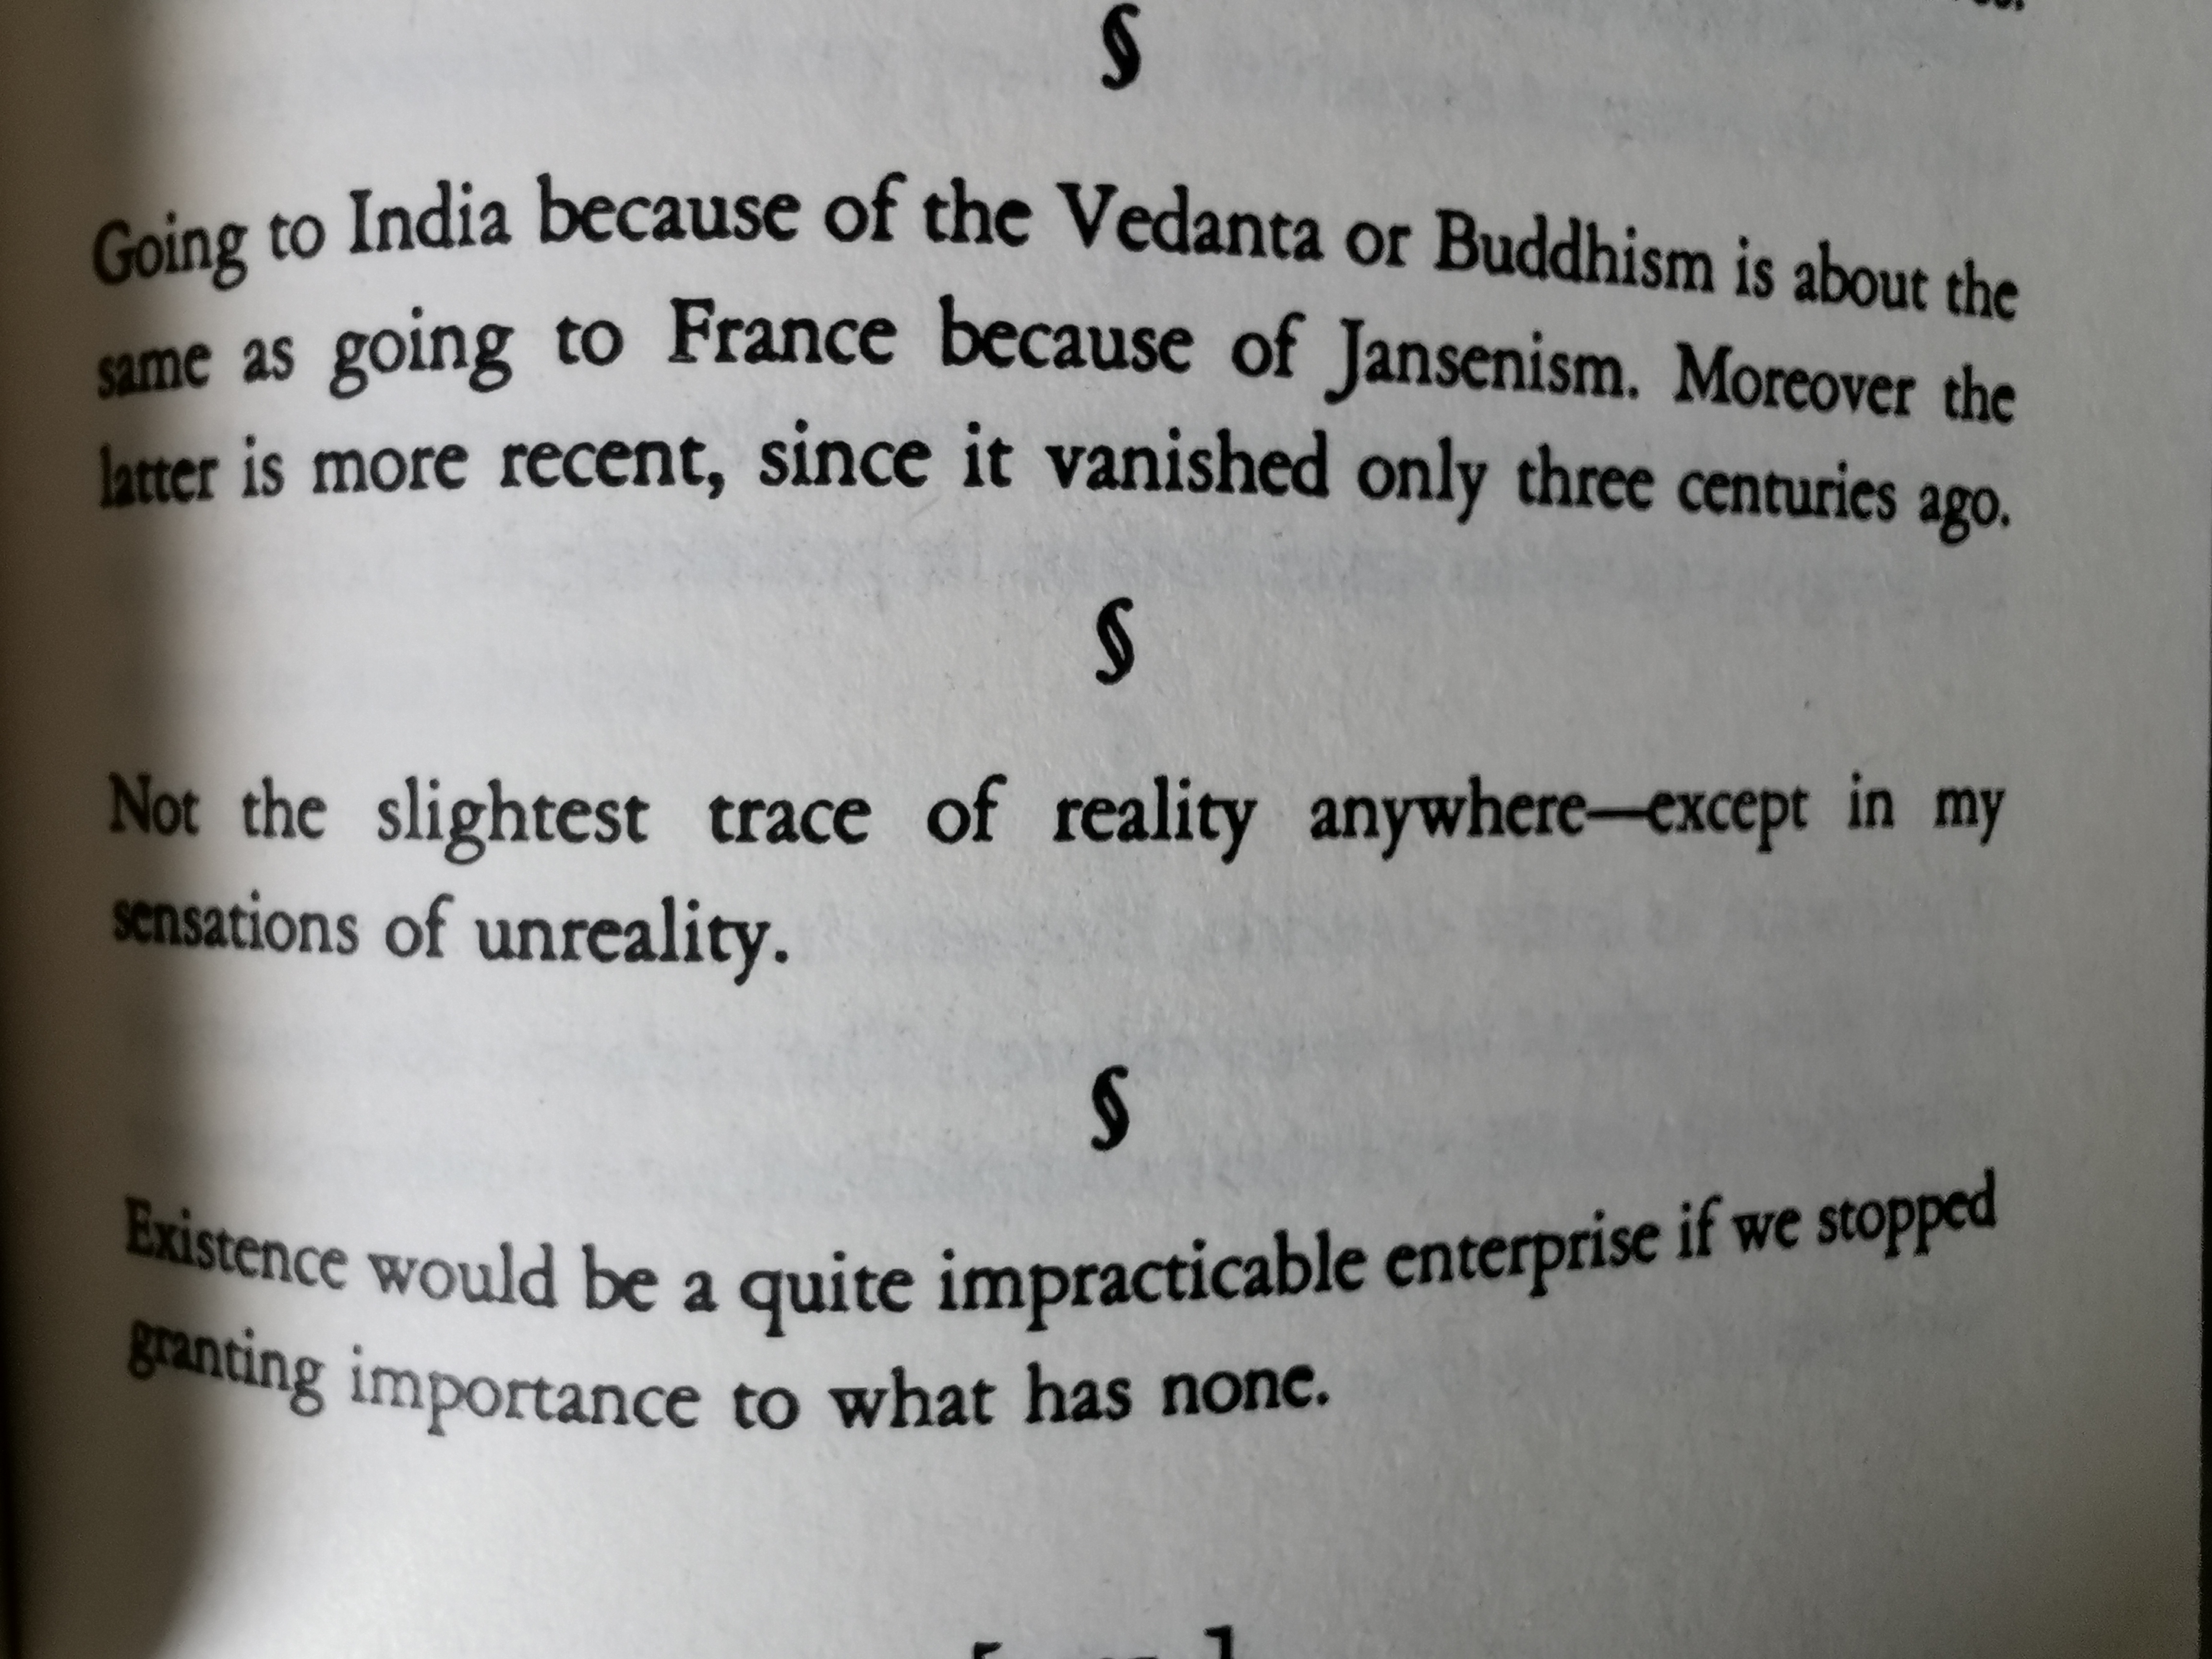 §
Going to India because of the Vedanta or Buddhism is about the
same as going to France because of Jansenism. Moreover the
latter is more recent, since it vanished only three centuries ago.
§
Not the slightest trace of reality anywhere—except in my
sensations of unreality.
§
Existence would be a quite impracticable enterprise if we stopped
granting importance to what has none.